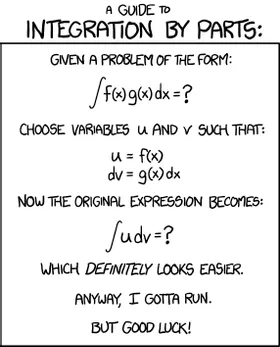 A GUIDE TO
INTEGRATION BY PARTS:
GIVEN A PROBLEM OF THE FORM:
∫f(x)g(x)dx=?
CHOOSE VARIABLES u AND v SUCH THAT:
u = f(x)
dv = g(x)dx
NOW THE ORIGINAL EXPRESSION BECOMES:
∫udv=?
WHICH DEFINITELY LOOKS EASIER.
ANYWAY, I GOTTA RUN.
BUT GOOD LUCK!